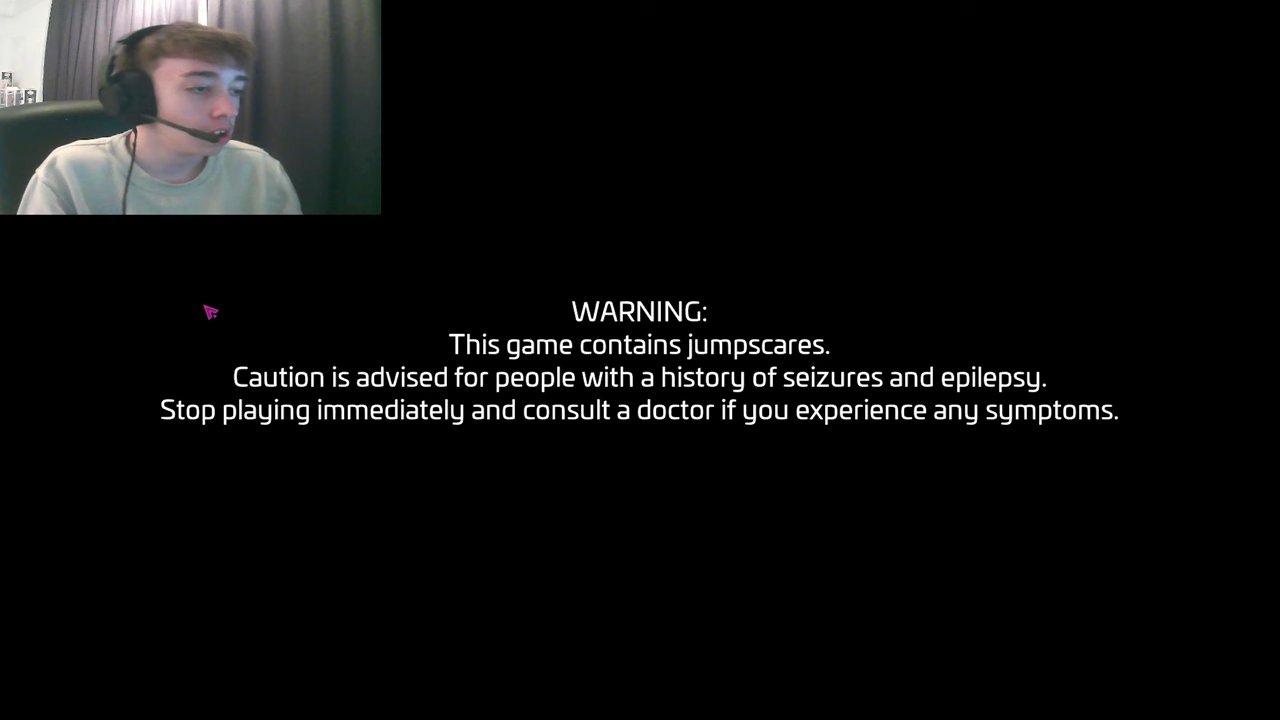 WARNING:
This game contains jumpscares.
Caution is advised for people with a history of seizures and epilepsy.
Stop playing immediately and consult a doctor if you experience any symptoms.